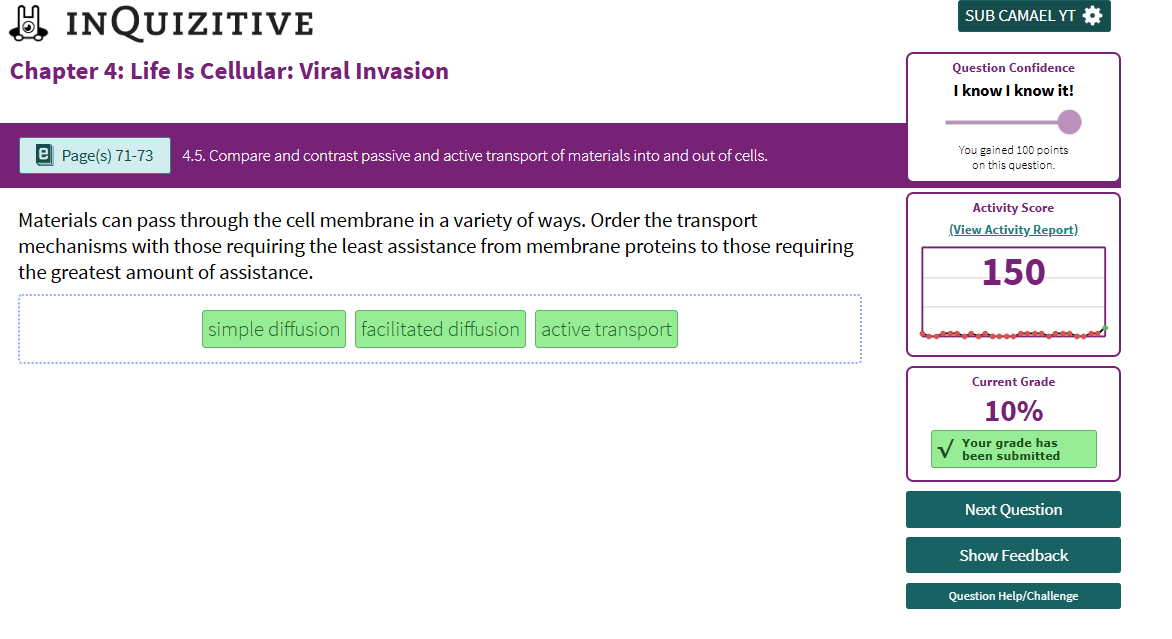 INQUIZITIVE
SUB CAMAEL YT
Chapter 4: Life Is Cellular: Viral Invasion
Question Confidence
I know I know it!
You gained 100 points
on this question.
Page(s) 71-73
4.5. Compare and contrast passive and active transport of materials into and out of cells.
Materials can pass through the cell membrane in a variety of ways. Order the transport
mechanisms with those requiring the least assistance from membrane proteins to those requiring
the greatest amount of assistance.
simple diffusion facilitated diffusion active transport
Activity Score
(View Activity Report)
150
Current Grade
10%
√ Your grade has
been submitted
Next Question
Show Feedback
Question Help/Challenge